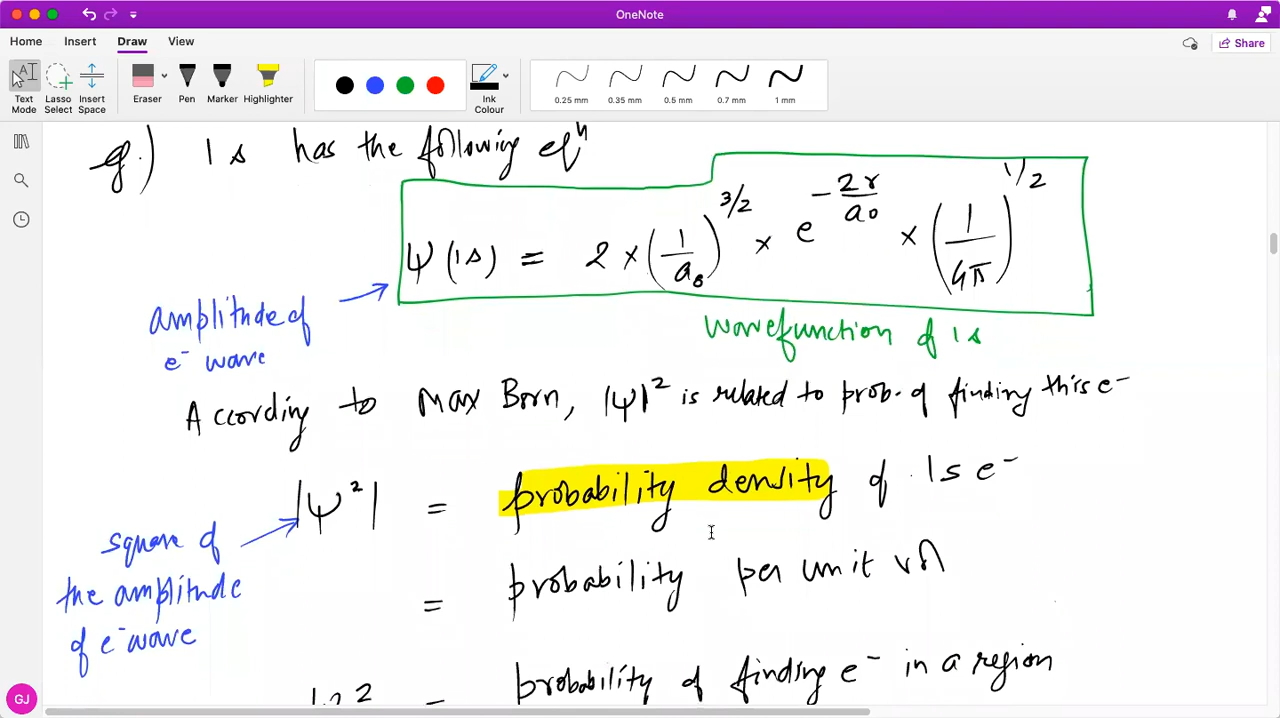 OneNote
Home Insert Draw View
Share
Text Mode
Lasso Select
Insert Space
Eraser
Pen
Marker
Highlighter
Ink Colour
0.25 mm
0.35 mm
0.5 mm
0.7 mm
1 mm
eg.) 1s has the following eqⁿ
ψ(1s) = 2 × (1/a₀)^3/2 × e^-2r/a₀ × (1/4π)^1/2
amplitude of
e⁻ wave
wavefunction of 1s
According to Max Born, |ψ|² is related to prob. of finding this e⁻
|ψ²| = probability density of 1s e⁻
square of
the amplitude
of e⁻ wave
= probability per unit vol
= probability of finding e⁻ in a region
GJ